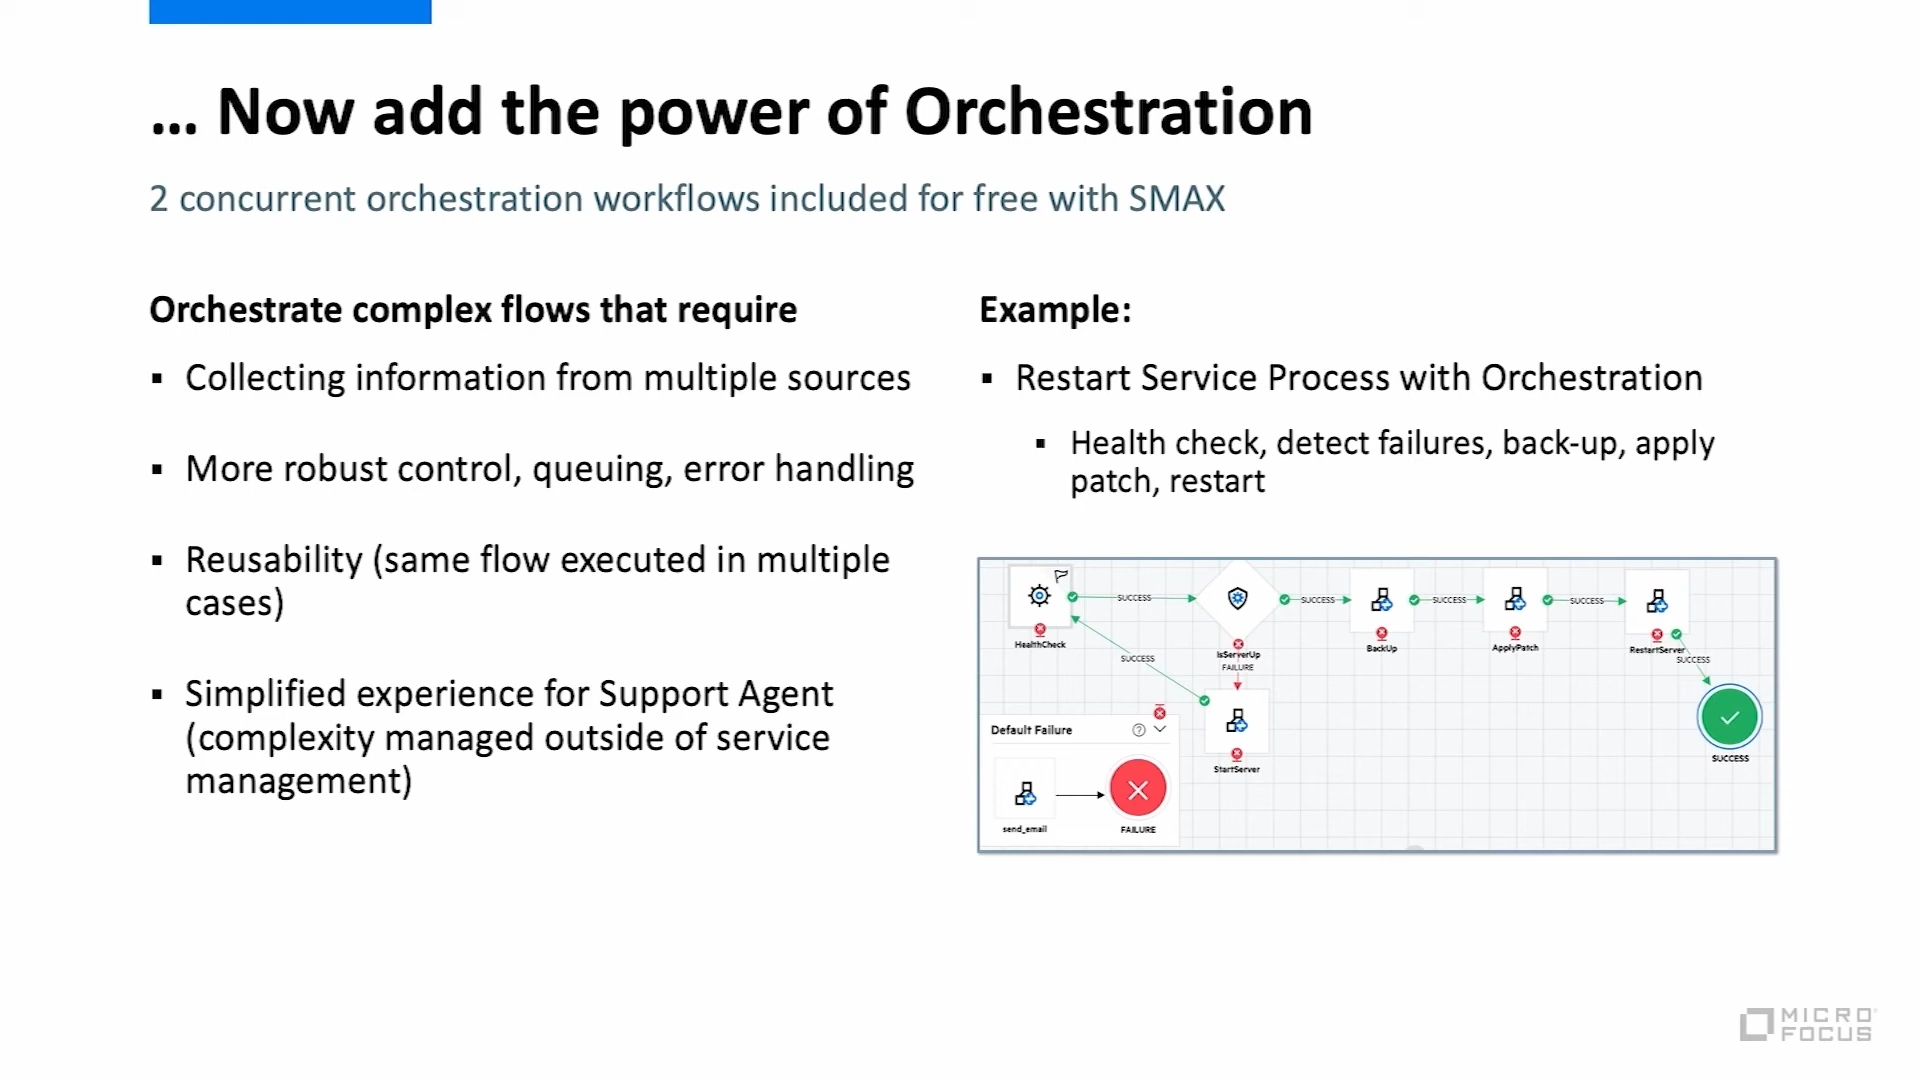 … Now add the power of Orchestration
2 concurrent orchestration workflows included for free with SMAX
Orchestrate complex flows that require
▪ Collecting information from multiple sources
▪ More robust control, queuing, error handling
▪ Reusability (same flow executed in multiple
cases)
▪ Simplified experience for Support Agent
(complexity managed outside of service
management)
Example:
▪ Restart Service Process with Orchestration
▪ Health check, detect failures, back-up, apply
patch, restart
SUCCESS
SUCCESS
SUCCESS
SUCCESS
HealthCheck
IsServerUp
BackUp
ApplyPatch
RestartServer
SUCCESS
FAILURE
SUCCESS
Default Failure
StartServer
SUCCESS
send_email
FAILURE
MICRO
FOCUS